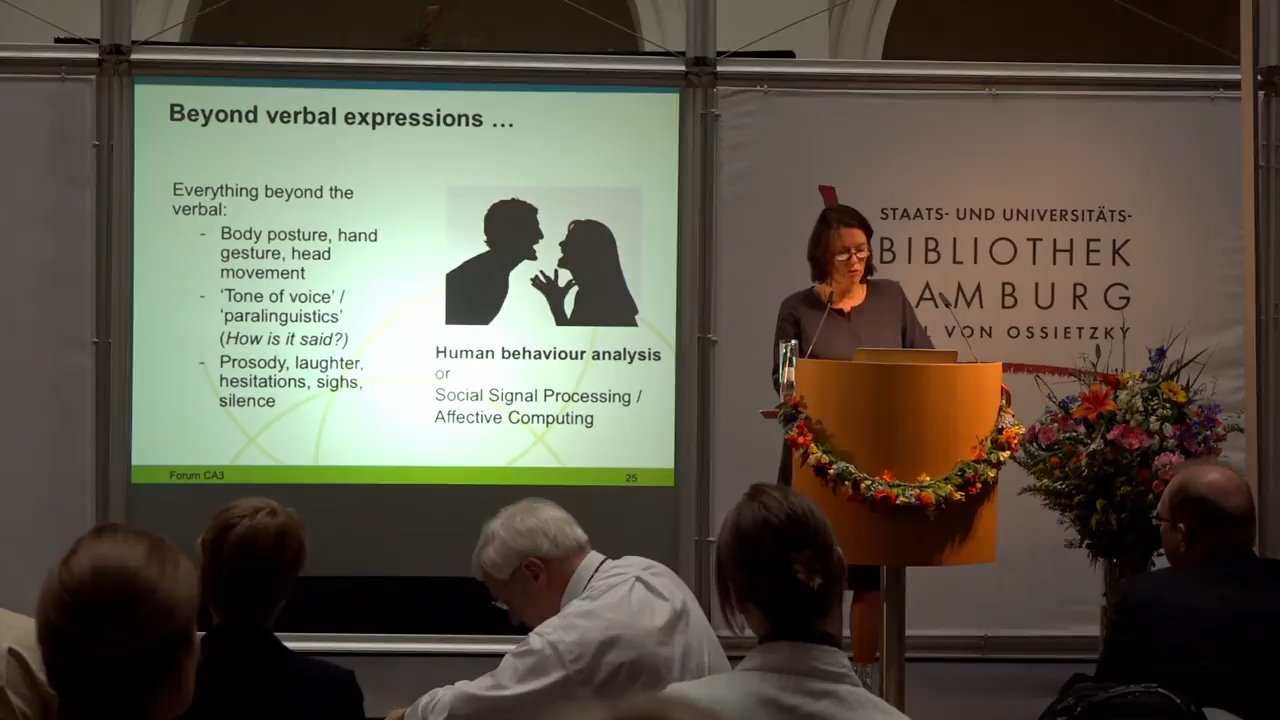 Beyond verbal expressions …
Everything beyond the
verbal:
- Body posture, hand
gesture, head
movement
- ‘Tone of voice’ /
‘paralinguistics’
(How is it said?)
- Prosody, laughter,
hesitations, sighs,
silence
Human behaviour analysis
or
Social Signal Processing /
Affective Computing
Forum CA3
25
STAATS- UND UNIVERSITÄTS-
BIBLIOTHEK
AMBURG
VON OSSIETZKY